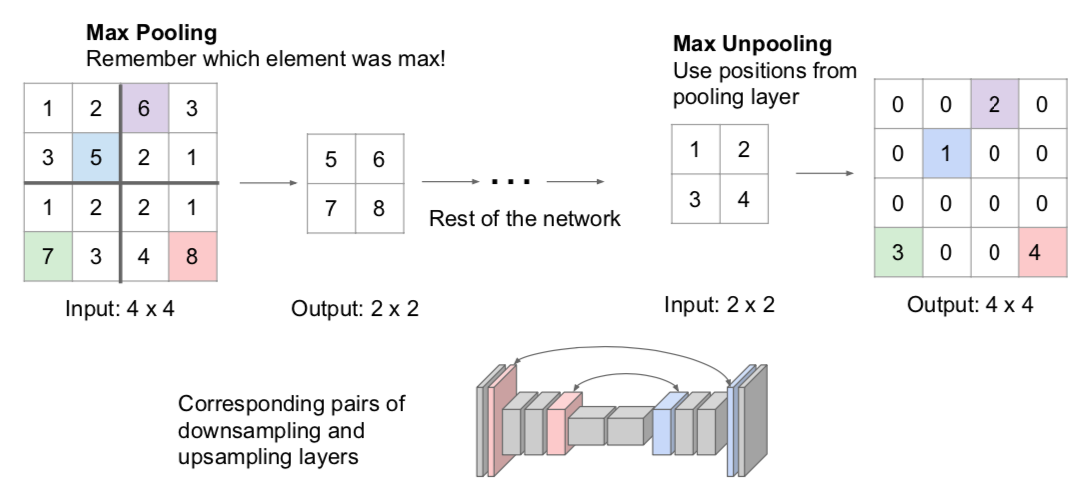 Max Pooling
Remember which element was max!
1 2 6 3
3 5 2 1
1 2 2 1
7 3 4 8
Input: 4 x 4
5 6
7 8
Output: 2 x 2
...
Rest of the network
Max Unpooling
Use positions from
pooling layer
1 2
3 4
Input: 2 x 2
0 0 2 0
0 1 0 0
0 0 0 0
3 0 0 4
Output: 4 x 4
Corresponding pairs of
downsampling and
upsampling layers